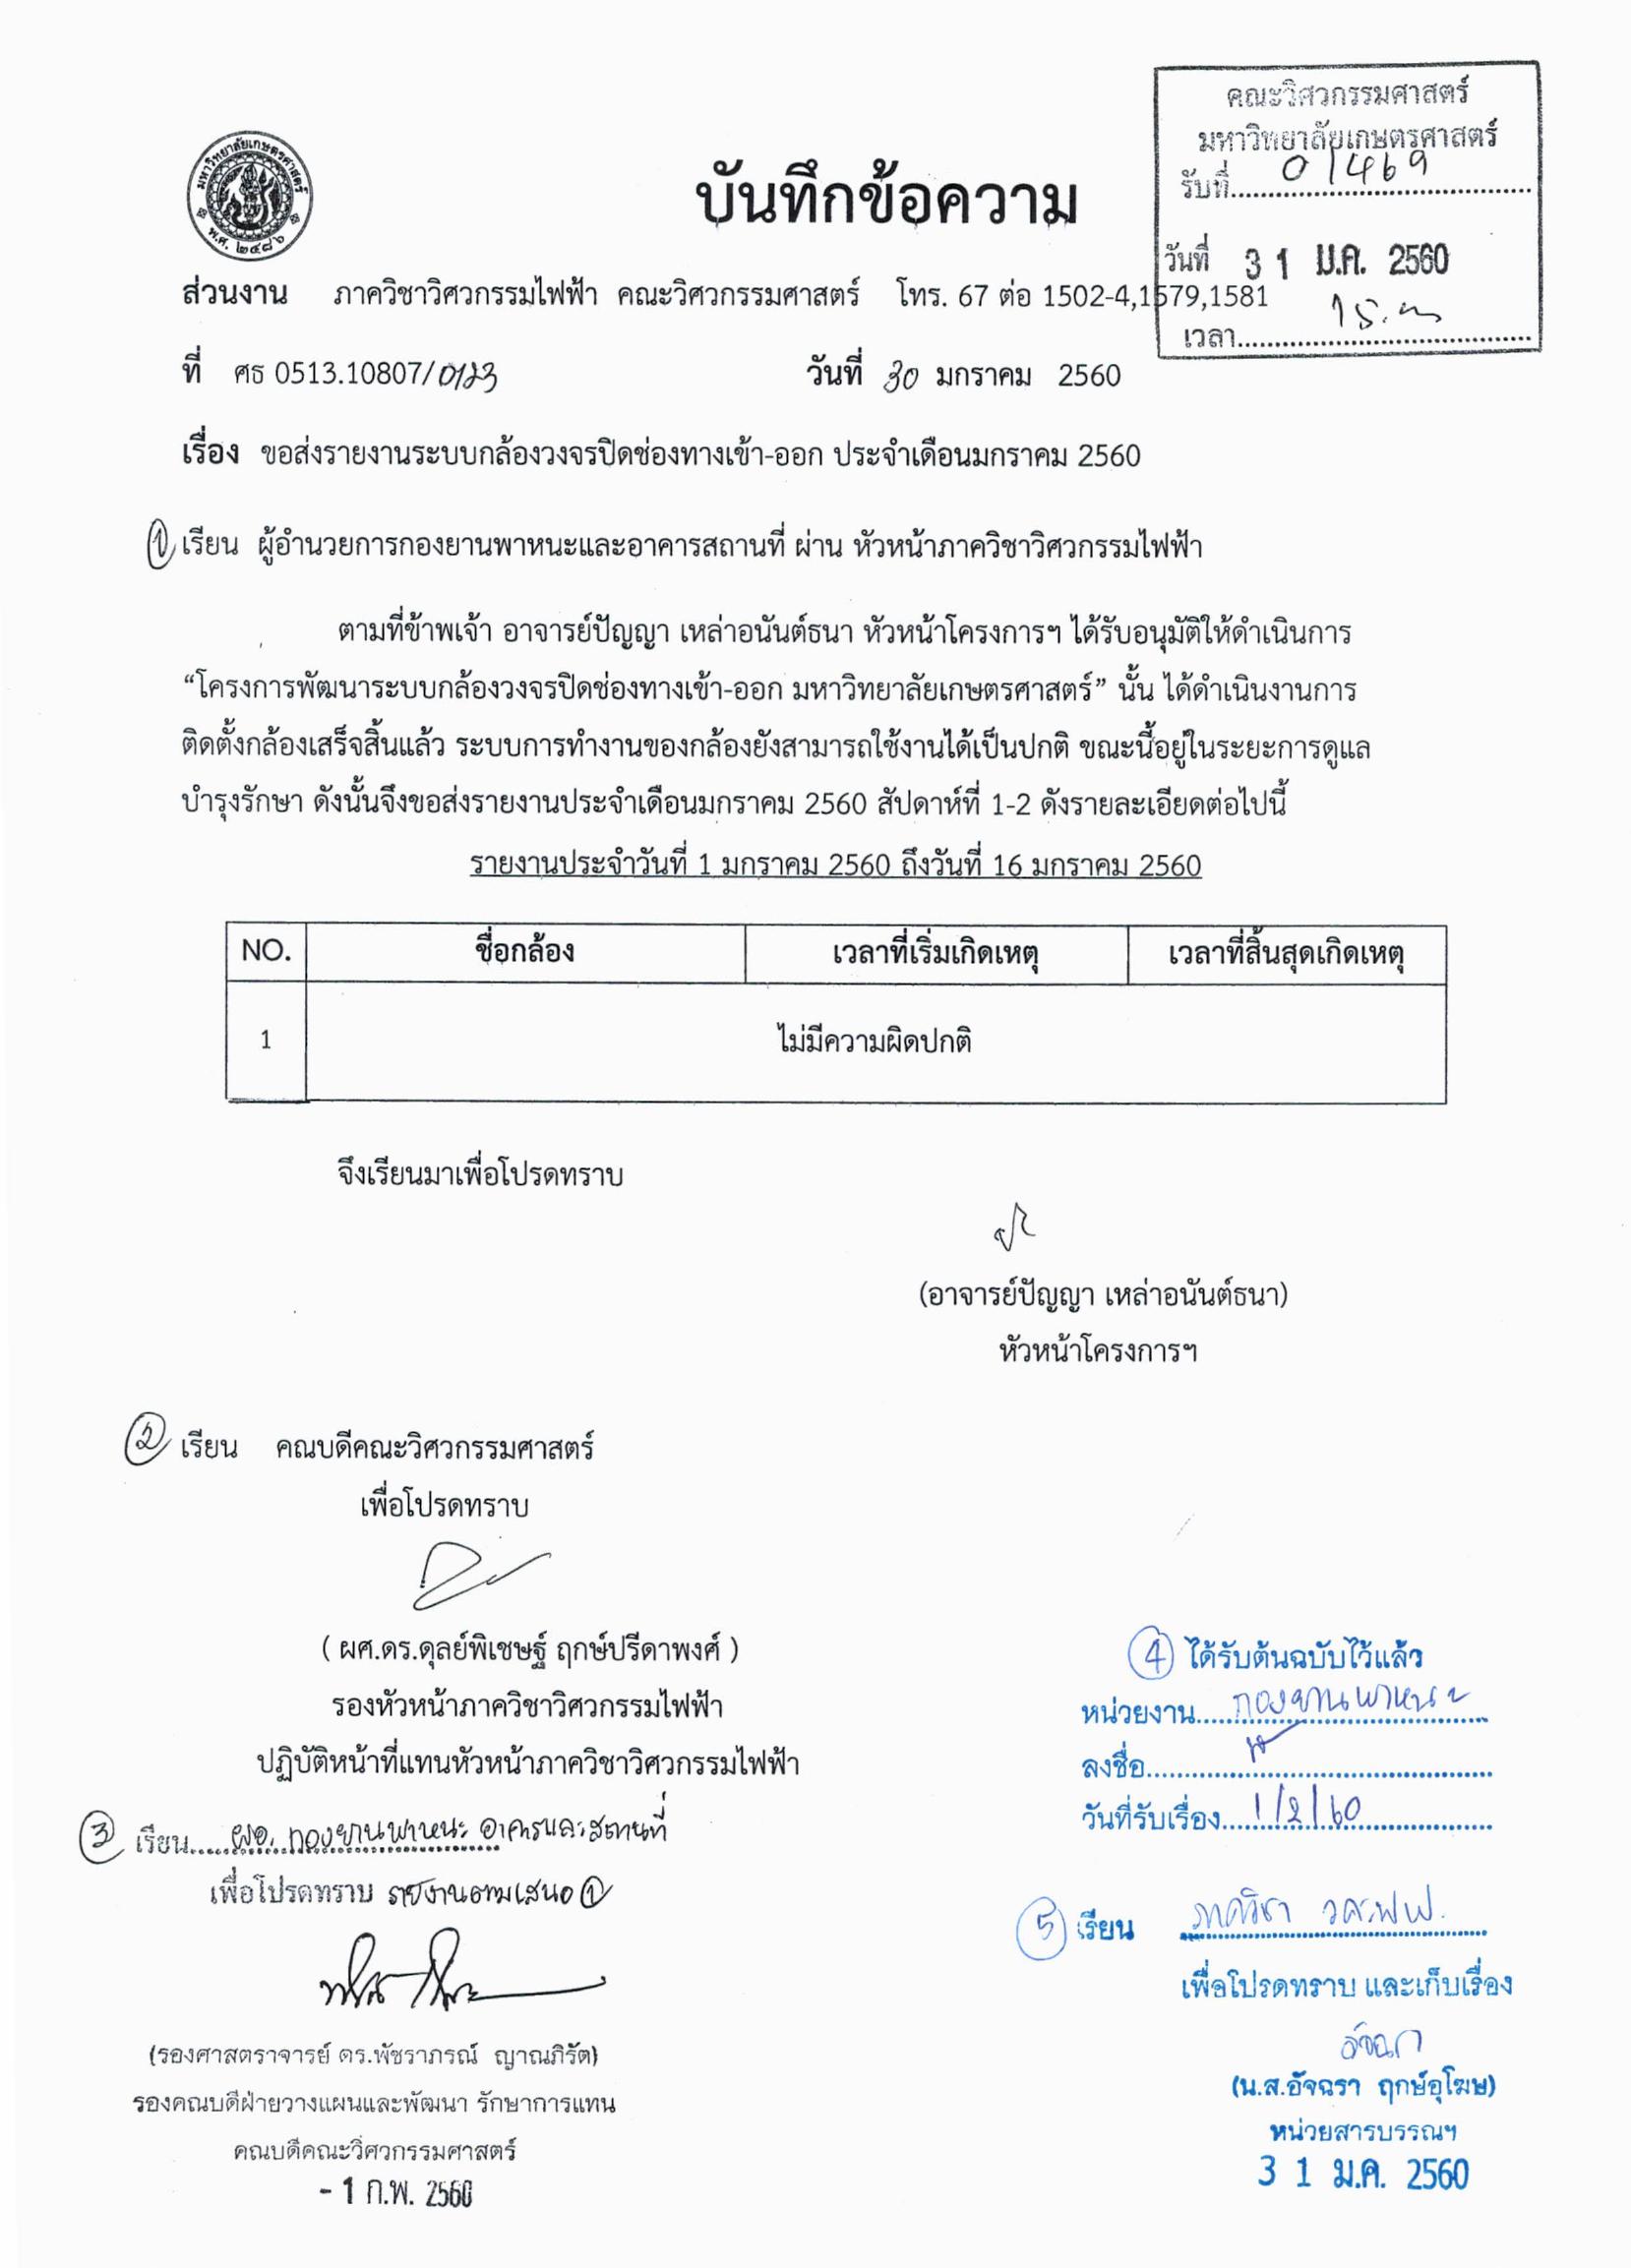 คณะวิศวกรรมศาสตร์
มหาวิทยาลัยเกษตรศาสตร์
รับที่ 01469
วันที่ 31 ม.ค. 2560
เวลา
มหาวิทยาลัยเกษตรศาสตร์
พ.ศ. ๒๔๘๖
บันทึกข้อความ
ส่วนงาน ภาควิชาวิศวกรรมไฟฟ้า คณะวิศวกรรมศาสตร์ โทร. 67 ต่อ 1502-4,1579,1581
ที่ ศธ 0513.10807/0123 วันที่ 30 มกราคม 2560
เรื่อง ขอส่งรายงานระบบกล้องวงจรปิดช่องทางเข้า-ออก ประจำเดือนมกราคม 2560
1 เรียน ผู้อำนวยการกองยานพาหนะและอาคารสถานที่ ผ่าน หัวหน้าภาควิชาวิศวกรรมไฟฟ้า
ตามที่ข้าพเจ้า อาจารย์ปัญญา เหล่าอนันต์ธนา หัวหน้าโครงการฯ ได้รับอนุมัติให้ดำเนินการ
“โครงการพัฒนาระบบกล้องวงจรปิดช่องทางเข้า-ออก มหาวิทยาลัยเกษตรศาสตร์” นั้น ได้ดำเนินงานการ
ติดตั้งกล้องเสร็จสิ้นแล้ว ระบบการทำงานของกล้องยังสามารถใช้งานได้เป็นปกติ ขณะนี้อยู่ในระยะการดูแล
บำรุงรักษา ดังนั้นจึงขอส่งรายงานประจำเดือนมกราคม 2560 สัปดาห์ที่ 1-2 ดังรายละเอียดต่อไปนี้
รายงานประจำวันที่ 1 มกราคม 2560 ถึงวันที่ 16 มกราคม 2560
NO. ชื่อกล้อง เวลาที่เริ่มเกิดเหตุ เวลาที่สิ้นสุดเกิดเหตุ
1 ไม่มีความผิดปกติ
จึงเรียนมาเพื่อโปรดทราบ
(อาจารย์ปัญญา เหล่าอนันต์ธนา)
หัวหน้าโครงการฯ
2 เรียน คณบดีคณะวิศวกรรมศาสตร์
เพื่อโปรดทราบ
( ผศ.ดร.ดุลย์พิเชษฐ์ ฤกษ์ปรีดาพงศ์ )
รองหัวหน้าภาควิชาวิศวกรรมไฟฟ้า
ปฏิบัติหน้าที่แทนหัวหน้าภาควิชาวิศวกรรมไฟฟ้า
3 เรียน ผอ. กองยานพาหนะ อาคารและสถานที่
เพื่อโปรดทราบ รายงานตามเสนอ 1
(รองศาสตราจารย์ ดร.พัชราภรณ์ ญาณภิรัต)
รองคณบดีฝ่ายวางแผนและพัฒนา รักษาการแทน
คณบดีคณะวิศวกรรมศาสตร์
- 1 ก.พ. 2560
4 ได้รับต้นฉบับไว้แล้ว
หน่วยงาน กองยานพาหนะ
ลงชื่อ
วันที่รับเรื่อง 1/2/60
5 เรียน ภาควิชา
เพื่อโปรดทราบ และเก็บเรื่อง
อัจฉรา
(น.ส.อัจฉรา ฤกษ์อุโฆษ)
หน่วยสารบรรณฯ
31 ม.ค. 2560